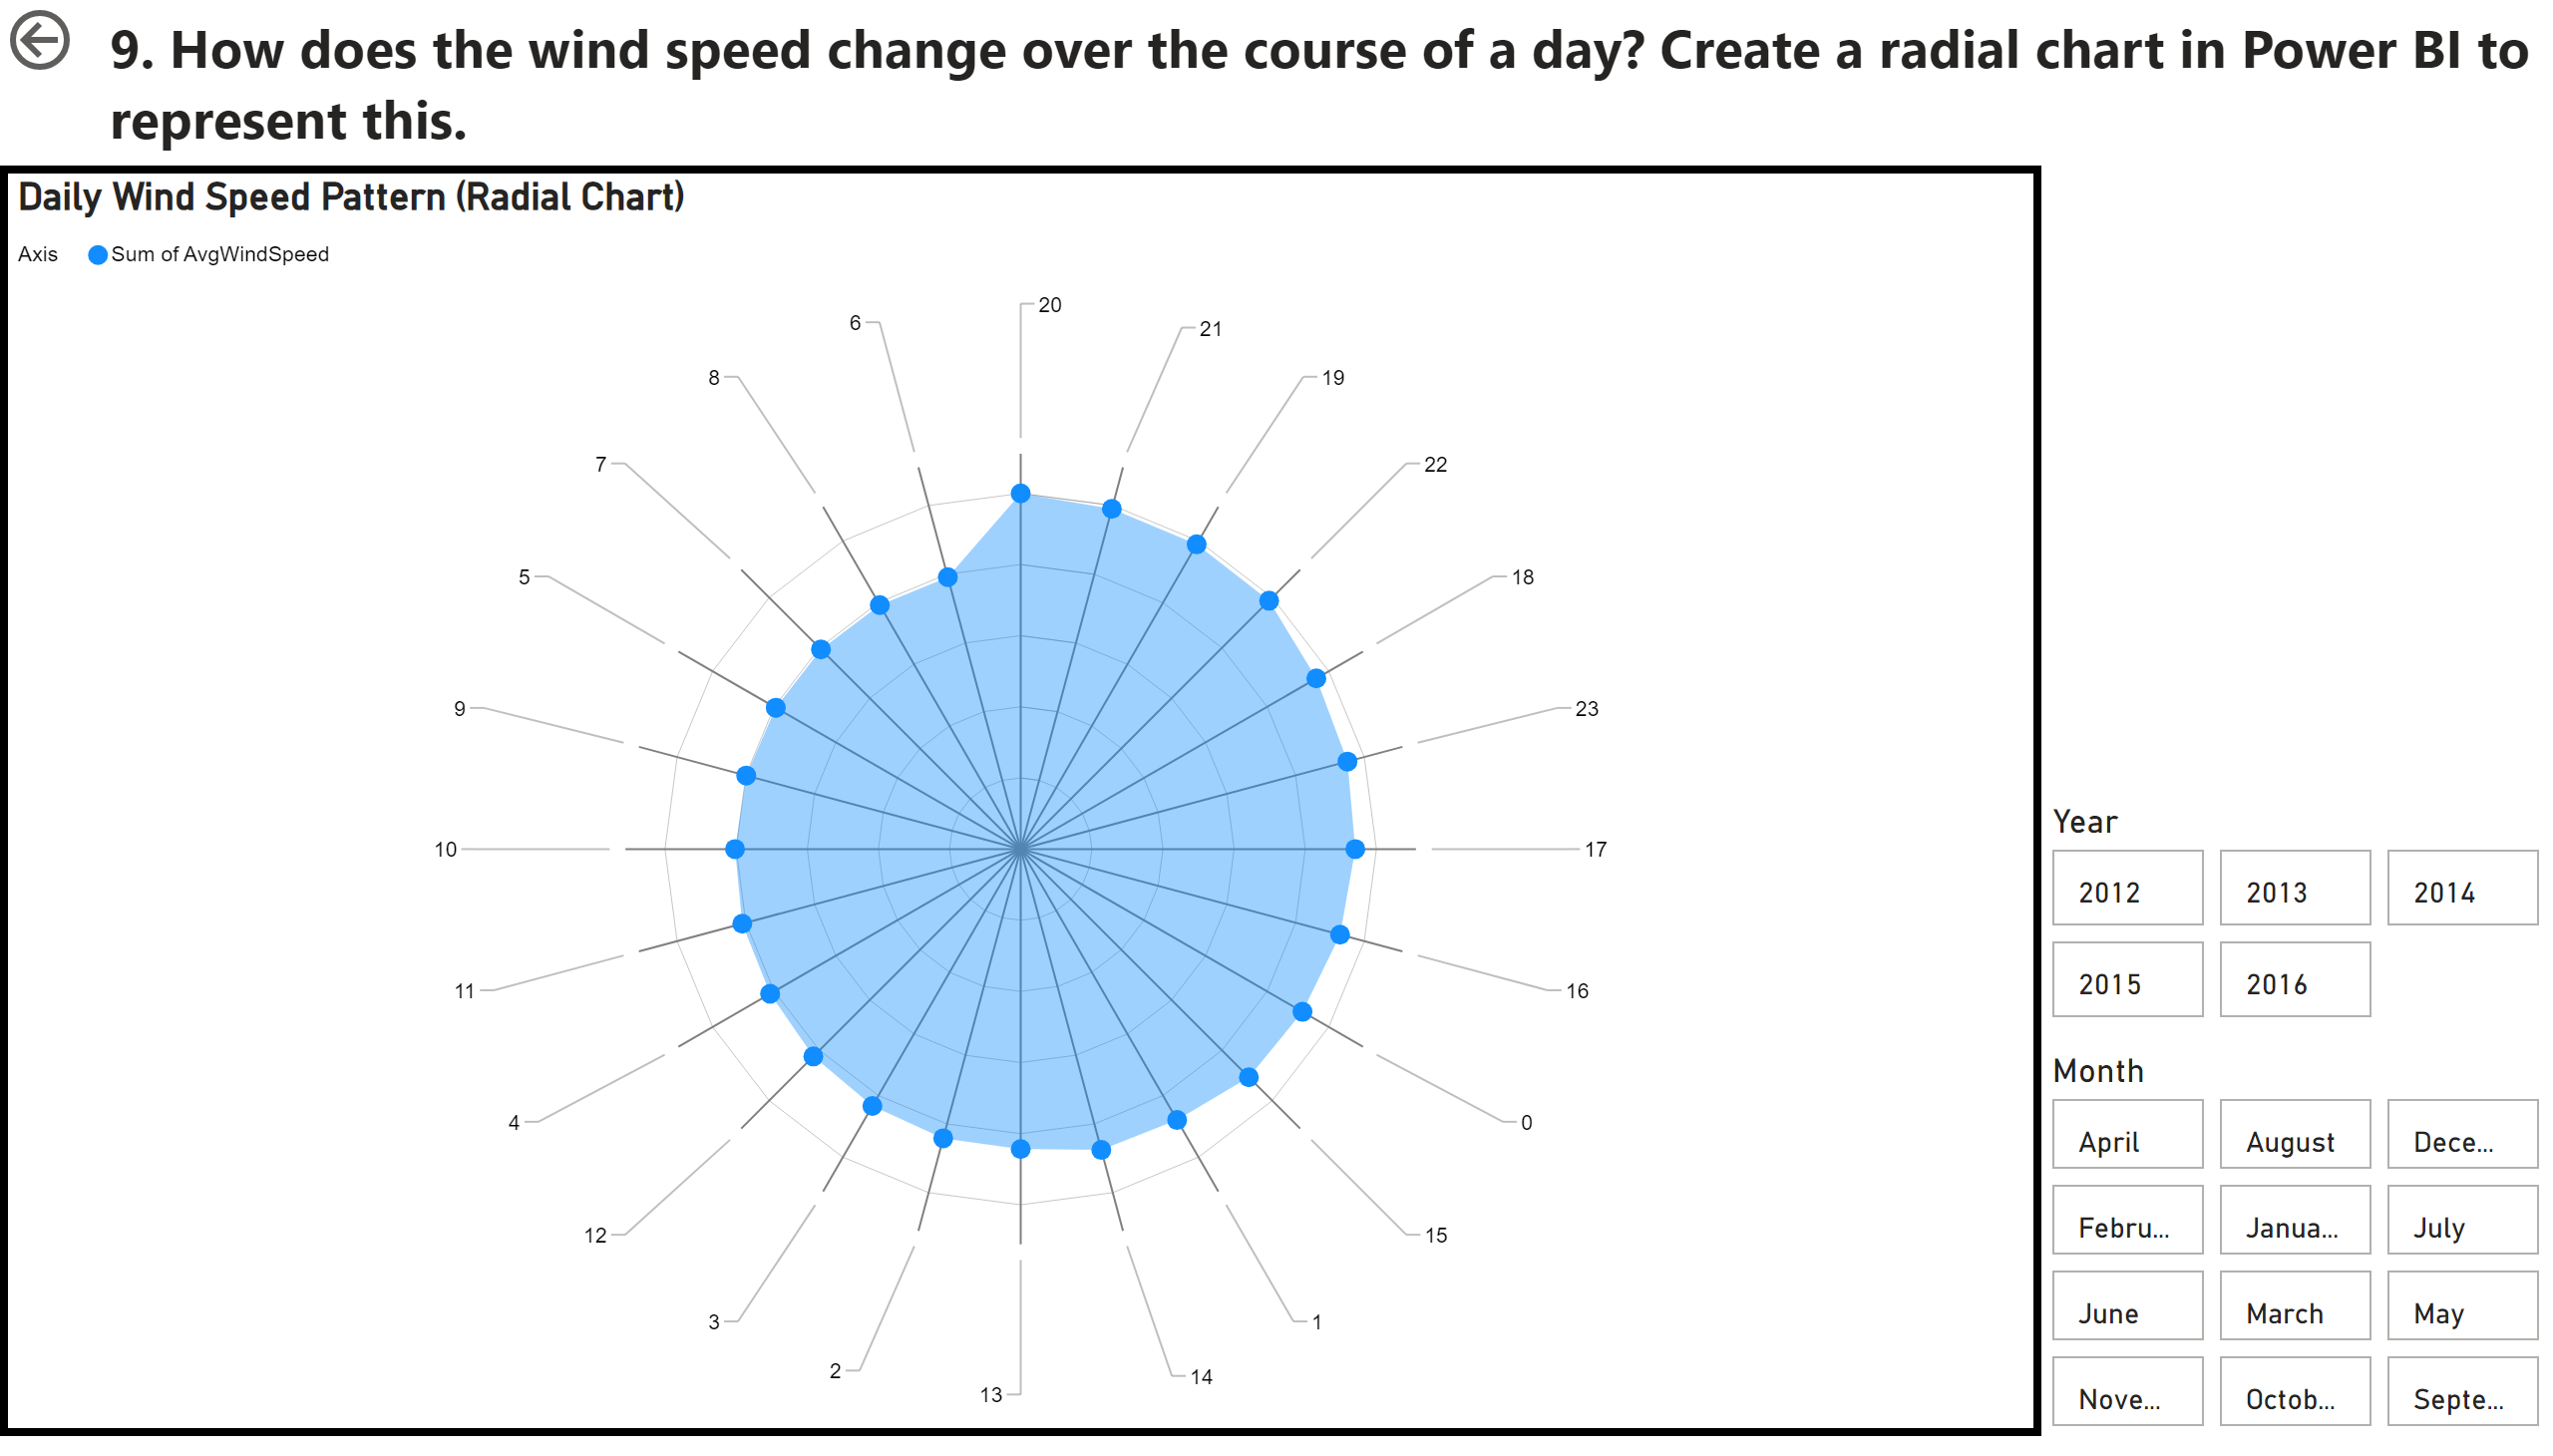 9. How does the wind speed change over the course of a day? Create a radial chart in Power BI to
represent this.
Daily Wind Speed Pattern (Radial Chart)
Axis Sum of AvgWindSpeed
20
21
19
22
18
23
17
16
0
15
1
14
13
2
3
12
4
11
10
9
5
7
8
6
Year
2012 2013 2014
2015 2016
Month
April August Dece...
Febru... Janua... July
June March May
Nove... Octob... Septe...